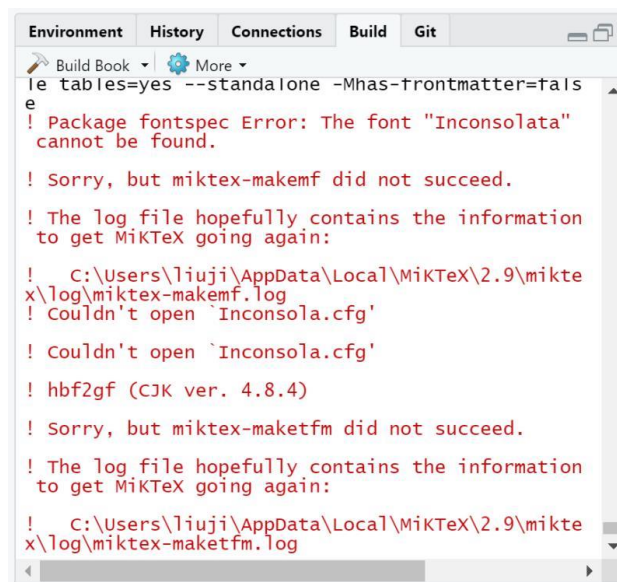 Environment History Connections Build Git
Build Book More
le tables=yes --standalone -Mhas-frontmatter=fals
e
! Package fontspec Error: The font "Inconsolata"
cannot be found.
! Sorry, but miktex-makemf did not succeed.
! The log file hopefully contains the information
to get MiKTeX going again:
! C:\Users\liuji\AppData\Local\MiKTeX\2.9\mikte
x\log\miktex-makemf.log
! Couldn't open `Inconsola.cfg'
! Couldn't open `Inconsola.cfg'
! hbf2gf (CJK ver. 4.8.4)
! Sorry, but miktex-maketfm did not succeed.
! The log file hopefully contains the information
to get MiKTeX going again:
! C:\Users\liuji\AppData\Local\MiKTeX\2.9\mikte
x\log\miktex-maketfm.log